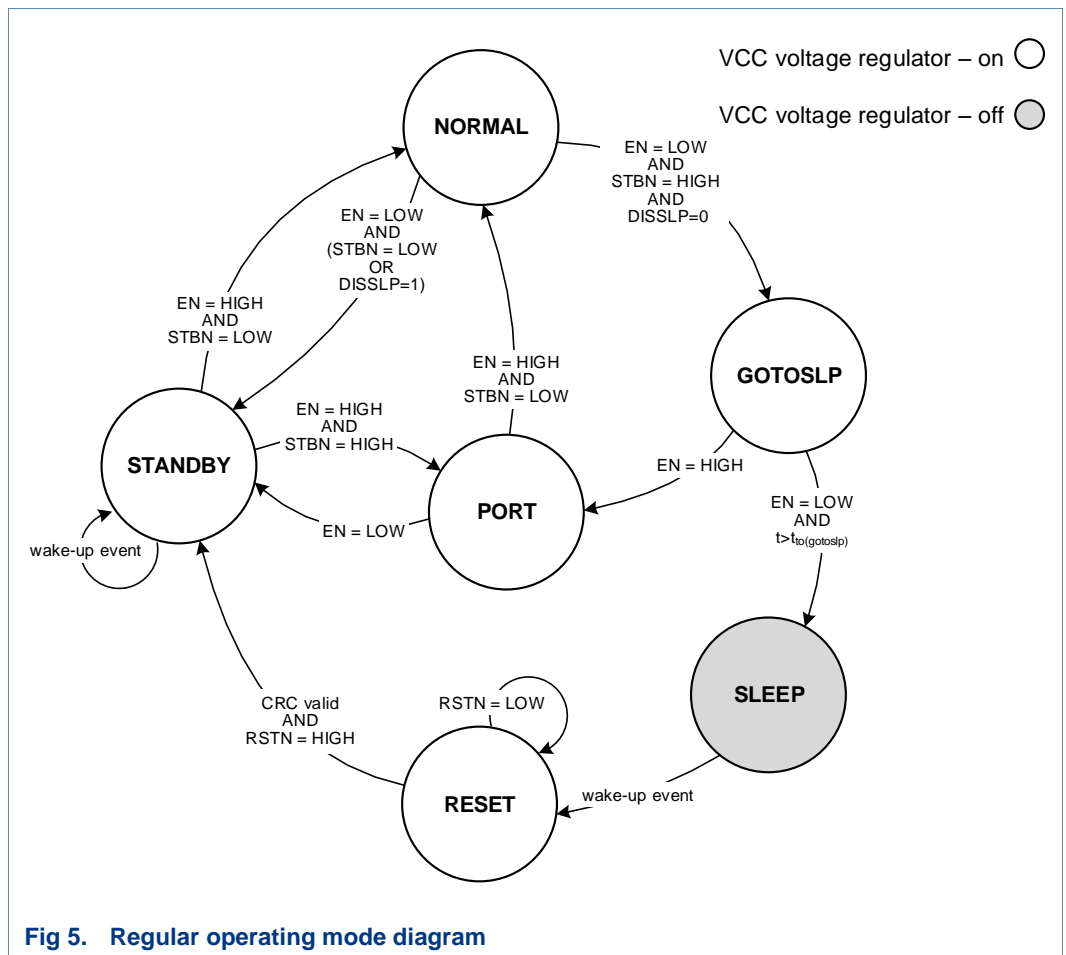 VCC voltage regulator – on
VCC voltage regulator – off
NORMAL
EN = LOW
AND
STBN = HIGH
AND
DISSLP=0
EN = LOW
AND
(STBN = LOW
OR
DISSLP=1)
EN = HIGH
AND
STBN = LOW
EN = HIGH
AND
STBN = LOW
GOTOSLP
EN = HIGH
AND
STBN = HIGH
STANDBY
EN = HIGH
PORT
EN = LOW
EN = LOW
AND
t>tto(gotoslp)
wake-up event
SLEEP
CRC valid
AND
RSTN = HIGH
RSTN = LOW
RESET
wake-up event
Fig 5. Regular operating mode diagram